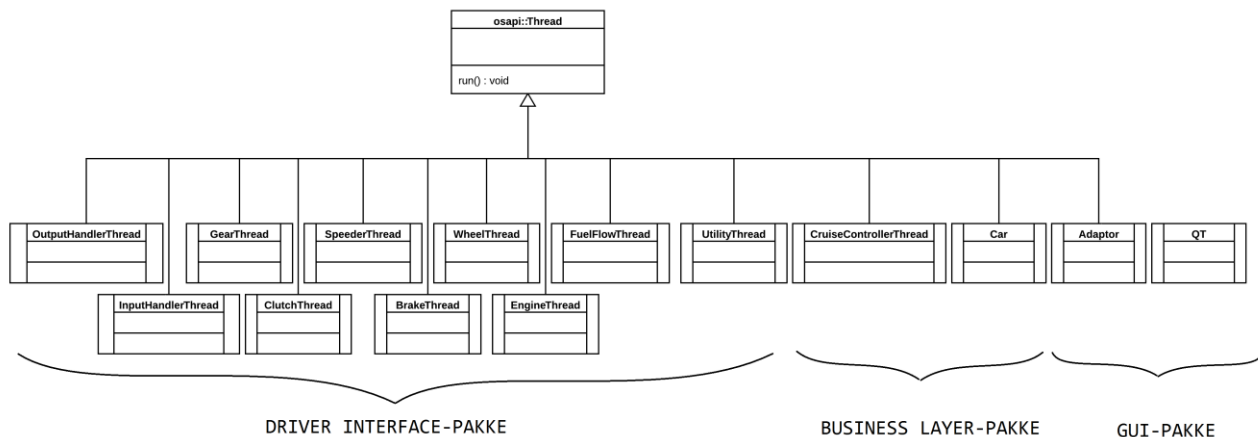 osapi::Thread
run() : void
OutputHandlerThread
GearThread
SpeederThread
WheelThread
FuelFlowThread
UtilityThread
CruiseControllerThread
Car
Adaptor
QT
InputHandlerThread
ClutchThread
BrakeThread
EngineThread
DRIVER INTERFACE-PAKKE
BUSINESS LAYER-PAKKE
GUI-PAKKE